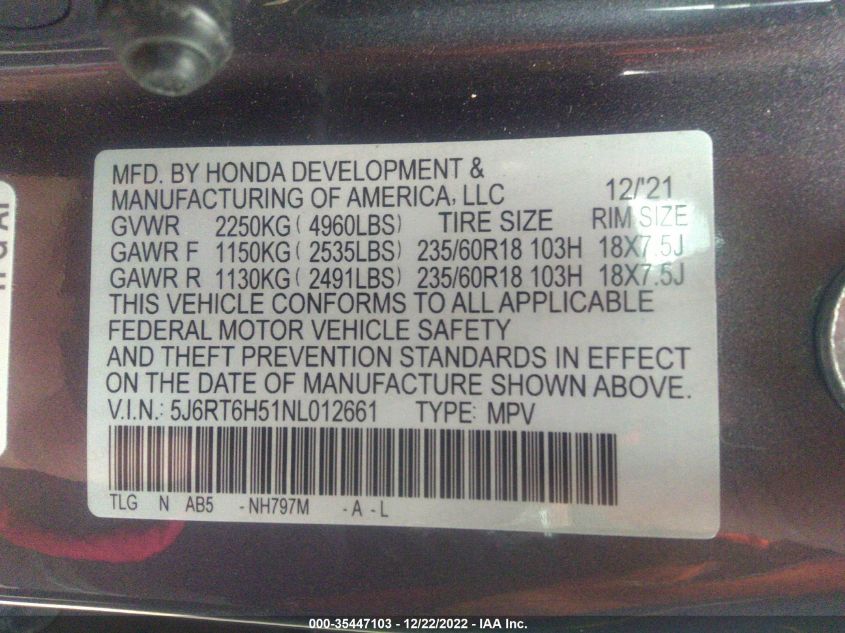 MFD. BY HONDA DEVELOPMENT &
MANUFACTURING OF AMERICA, LLC 12/'21
GVWR 2250KG ( 4960LBS) TIRE SIZE RIM SIZE
GAWR F 1150KG ( 2535LBS) 235/60R18 103H 18X7.5J
GAWR R 1130KG ( 2491LBS) 235/60R18 103H 18X7.5J
THIS VEHICLE CONFORMS TO ALL APPLICABLE
FEDERAL MOTOR VEHICLE SAFETY
AND THEFT PREVENTION STANDARDS IN EFFECT
ON THE DATE OF MANUFACTURE SHOWN ABOVE.
V.I.N.: 5J6RT6H51NL012661 TYPE: MPV
TLG N AB5 -NH797M -A -L
000-35447103 - 12/22/2022 - IAA Inc.